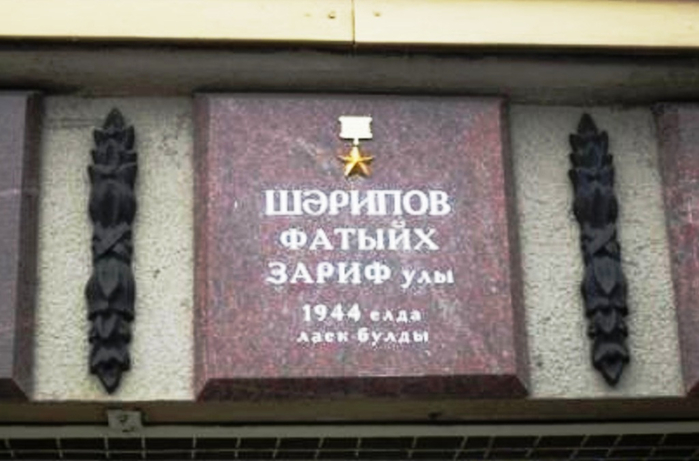 ШӘРИПОВ
ФАТЫЙХ
ЗАРИФ улы
1944 елда
лаек булды